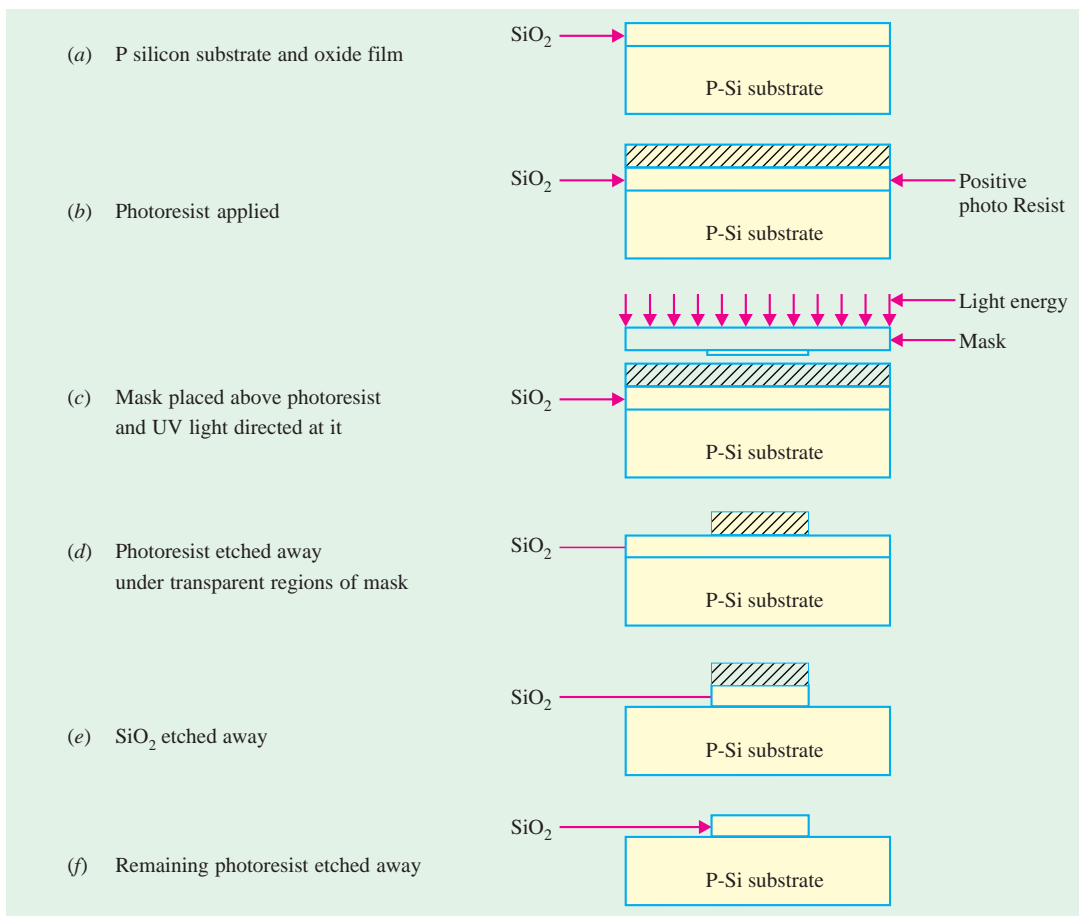 SiO2
(a) P silicon substrate and oxide film
P-Si substrate
SiO2
Positive
photo Resist
(b) Photoresist applied
P-Si substrate
Light energy
Mask
(c) Mask placed above photoresist
and UV light directed at it
SiO2
P-Si substrate
(d) Photoresist etched away
under transparent regions of mask
SiO2
P-Si substrate
SiO2
(e) SiO2 etched away
P-Si substrate
SiO2
(f) Remaining photoresist etched away
P-Si substrate